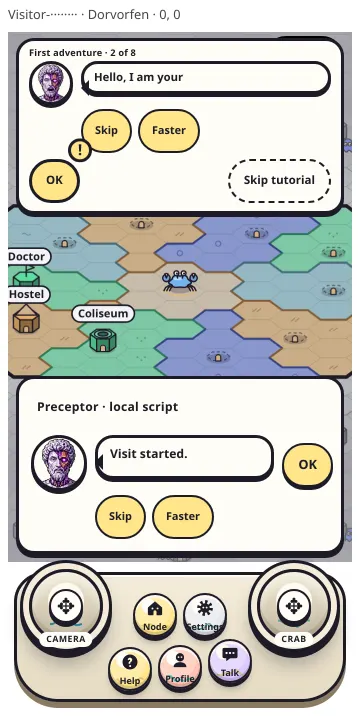 Visitor-········ · Dorvorfen · 0, 0
First adventure · 2 of 8
Hello, I am your
Skip
Faster
!
OK
Skip tutorial
Doctor
Hostel
Coliseum
Preceptor · local script
Visit started.
OK
Skip
Faster
CAMERA
Node
Settings
CRAB
Help
Profile
Talk